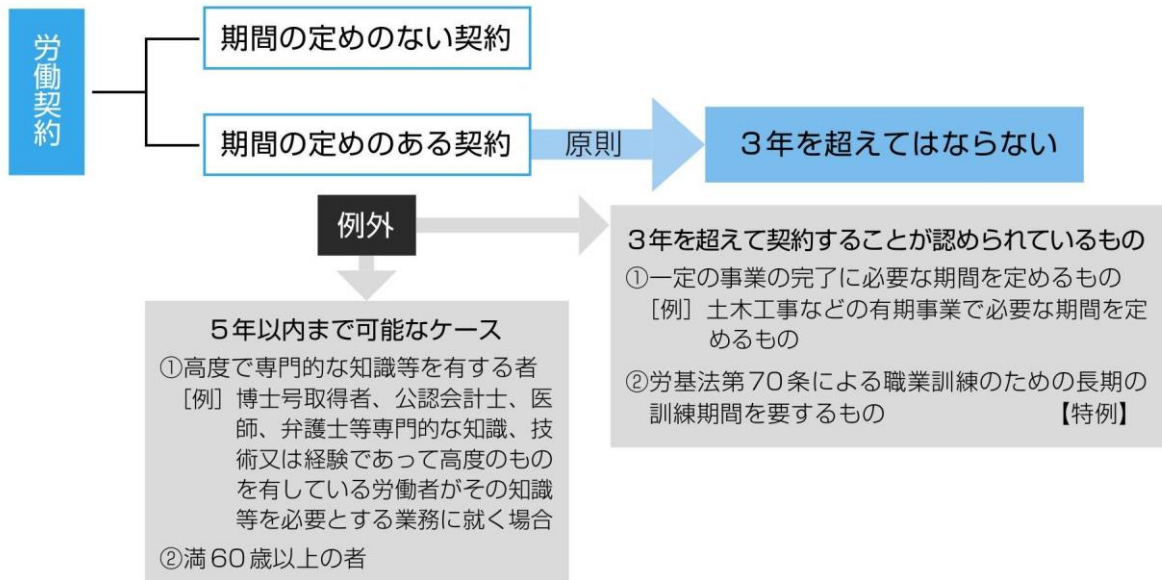 労働契約
期間の定めのない契約
期間の定めのある契約
原則
3年を超えてはならない
例外
3年を超えて契約することが認められているもの
①一定の事業の完了に必要な期間を定めるもの
[例] 土木工事などの有期事業で必要な期間を定
めるもの
②労基法第70条による職業訓練のための長期の
訓練期間を要するもの 【特例】
5年以内まで可能なケース
①高度で専門的な知識等を有する者
[例] 博士号取得者、公認会計士、医
師、弁護士等専門的な知識、技
術又は経験であって高度のもの
を有している労働者がその知識
等を必要とする業務に就く場合
②満60歳以上の者